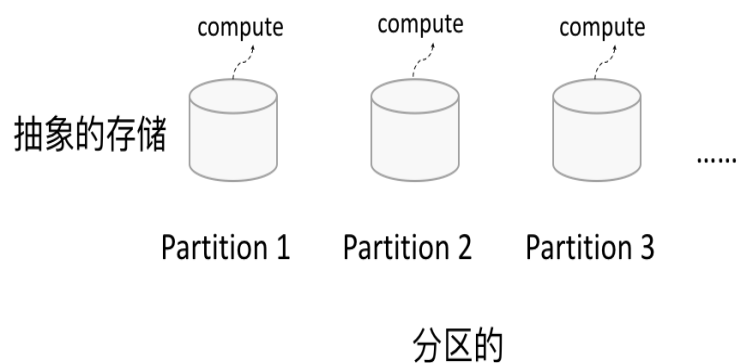 compute compute compute
抽象的存储
……
Partition 1 Partition 2 Partition 3
分区的